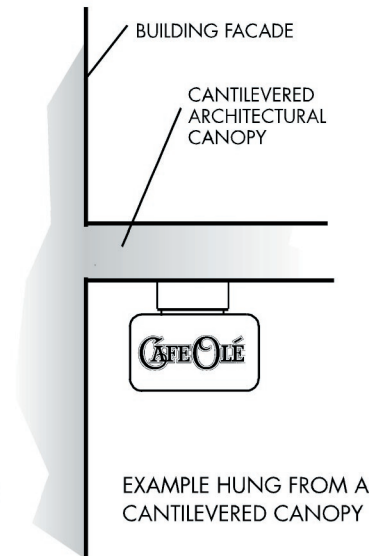 BUILDING FACADE
CANTILEVERED
ARCHITECTURAL
CANOPY
CAFE OLÉ
EXAMPLE HUNG FROM A
CANTILEVERED CANOPY